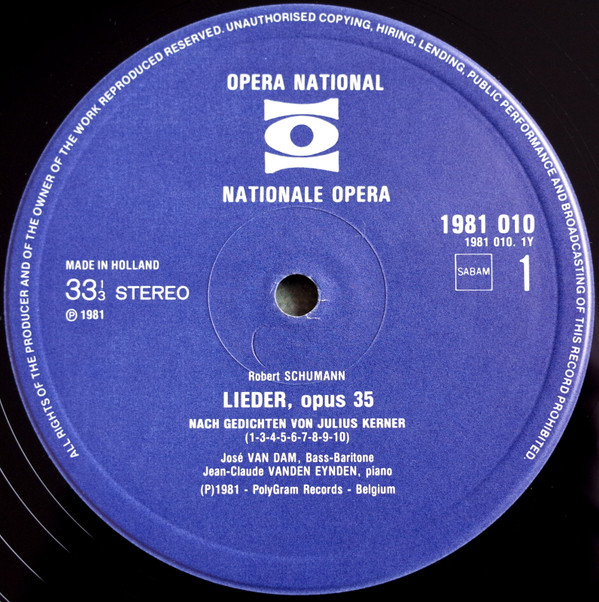 ALL RIGHTS OF THE PRODUCER AND OF THE OWNER OF THE WORK REPRODUCED RESERVED. UNAUTHORISED COPYING, HIRING, LENDING, PUBLIC PERFORMANCE AND BROADCASTING OF THIS RECORD PROHIBITED.
OPERA NATIONAL
NATIONALE OPERA
1981 010
1981 010. 1Y
MADE IN HOLLAND
33 1/3 STEREO
SABAM
1
℗ 1981
Robert SCHUMANN
LIEDER, opus 35
NACH GEDICHTEN VON JULIUS KERNER
(1-3-4-5-6-7-8-9-10)
José VAN DAM, Bass-Baritone
Jean-Claude VANDEN EYNDEN, piano
(P)1981 - PolyGram Records - Belgium